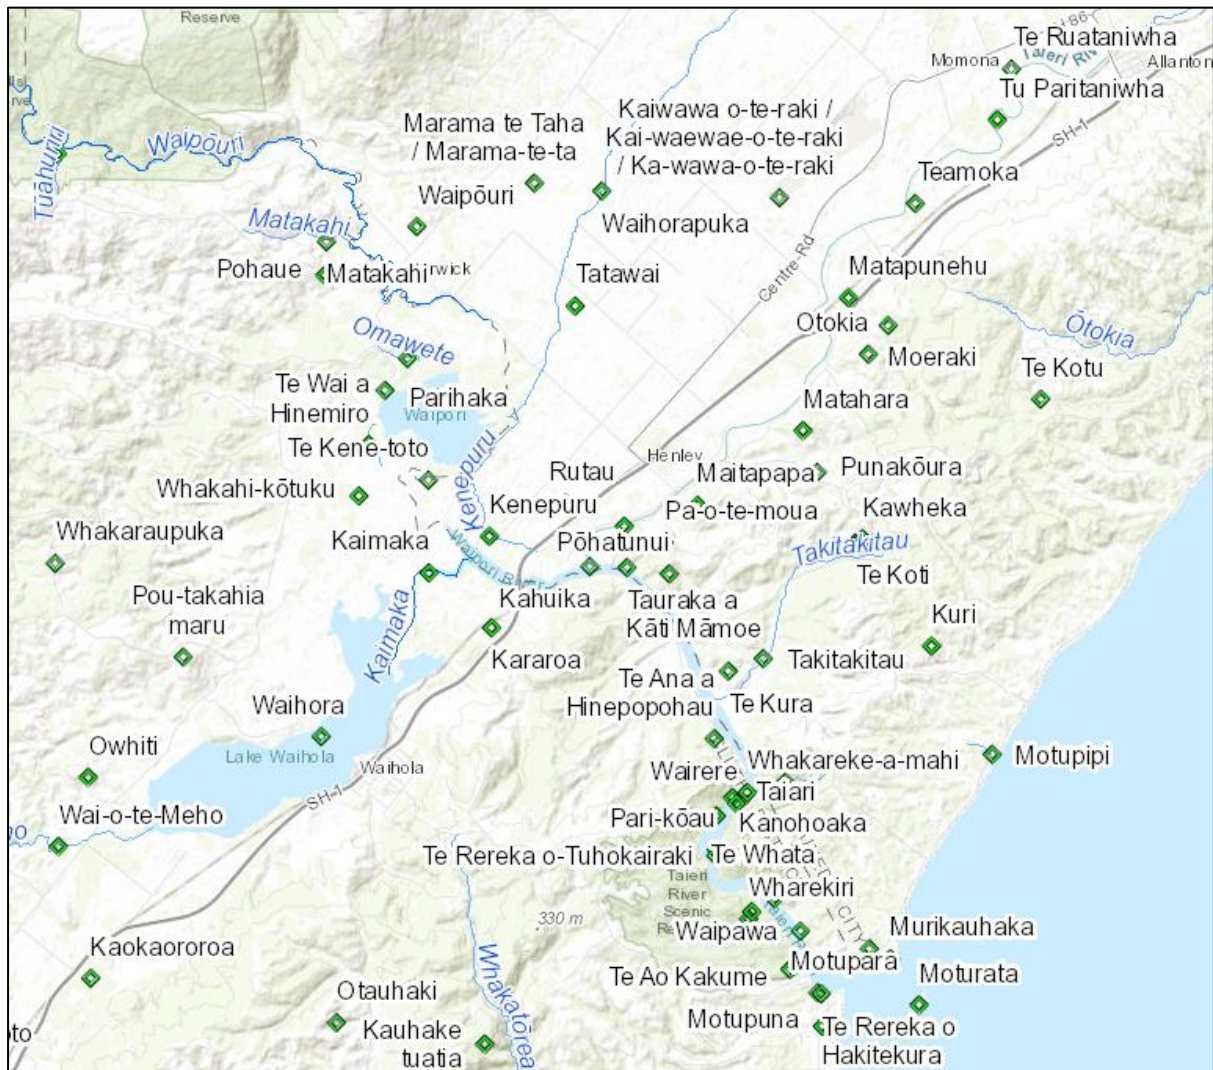 Reserve
Te Ruataniwha
Momona
Allanton
Tu Paritaniwha
SH-1
Kaiwawa o-te-raki /
Kai-waewae-o-te-raki
/ Ka-wawa-o-te-raki
Marama te Taha
/ Marama-te-ta
Waipōuri
Tūāhuriri
Waipōuri
Teamoka
Matakahi
Waihorapuka
Centre-Rd
Pohaue
Matakahi
Tatawai
Matapunehu
Otokia
Ōtokia
Moeraki
Omawete
Te Kotu
Te Wai a
Hinemiro
Parihaka
Waipori
Matahara
Te Kene-toto
Henley
Rutau
Maitapapa
Punakōura
Whakahi-kōtuku
Kenepuru
Kenepuru
Pa-o-te-moua
Kawheka
Whakaraupuka
Kaimaka
Waipori River
Pōhatunui
Takitakitau
Te Koti
Pou-takahia
maru
Kaimaka
Kahuika
Tauraka a
Kāti Māmoe
Kuri
Kararoa
Takitakitau
Te Ana a
Hinepopohau
Te Kura
Waihora
Lake Waihola
Waihola
SH-1
Owhiti
Whakareke-a-mahi
Motupipi
Wairere
Taiari
Wai-o-te-Meho
Pari-kōau
Kanohoaka
Te Rereka o-Tuhokairaki
Te Whata
Taieri
River
Scenic
Wharekiri
330 m
CITY
Waipawa
Murikauhaka
Kaokaororoa
Whakatōrea
Te Ao Kakume
Motupārā
Moturata
Otauhaki
Motupuna
Te Rereka o
Hakitekura
Kauhake
tuatia